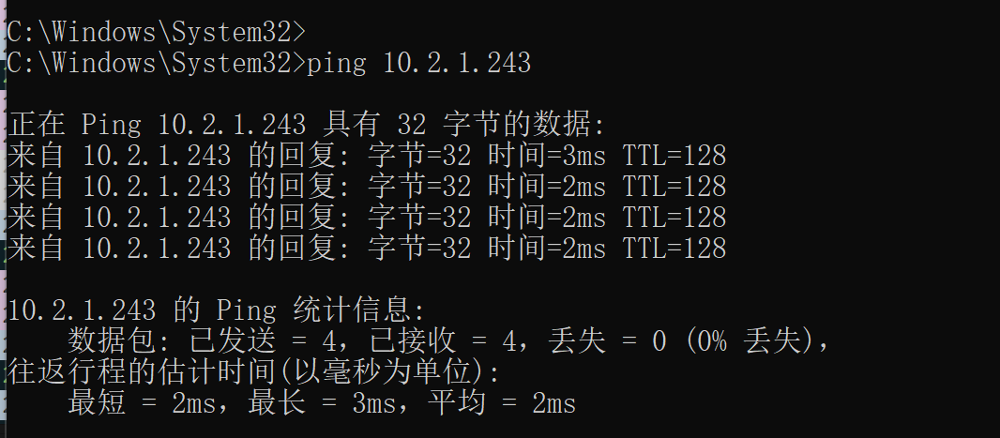 C:\Windows\System32>
C:\Windows\System32>ping 10.2.1.243
正在 Ping 10.2.1.243 具有 32 字节的数据:
来自 10.2.1.243 的回复: 字节=32 时间=3ms TTL=128
来自 10.2.1.243 的回复: 字节=32 时间=2ms TTL=128
来自 10.2.1.243 的回复: 字节=32 时间=2ms TTL=128
来自 10.2.1.243 的回复: 字节=32 时间=2ms TTL=128
10.2.1.243 的 Ping 统计信息:
数据包: 已发送 = 4，已接收 = 4，丢失 = 0 (0% 丢失)，
往返行程的估计时间(以毫秒为单位):
最短 = 2ms，最长 = 3ms，平均 = 2ms